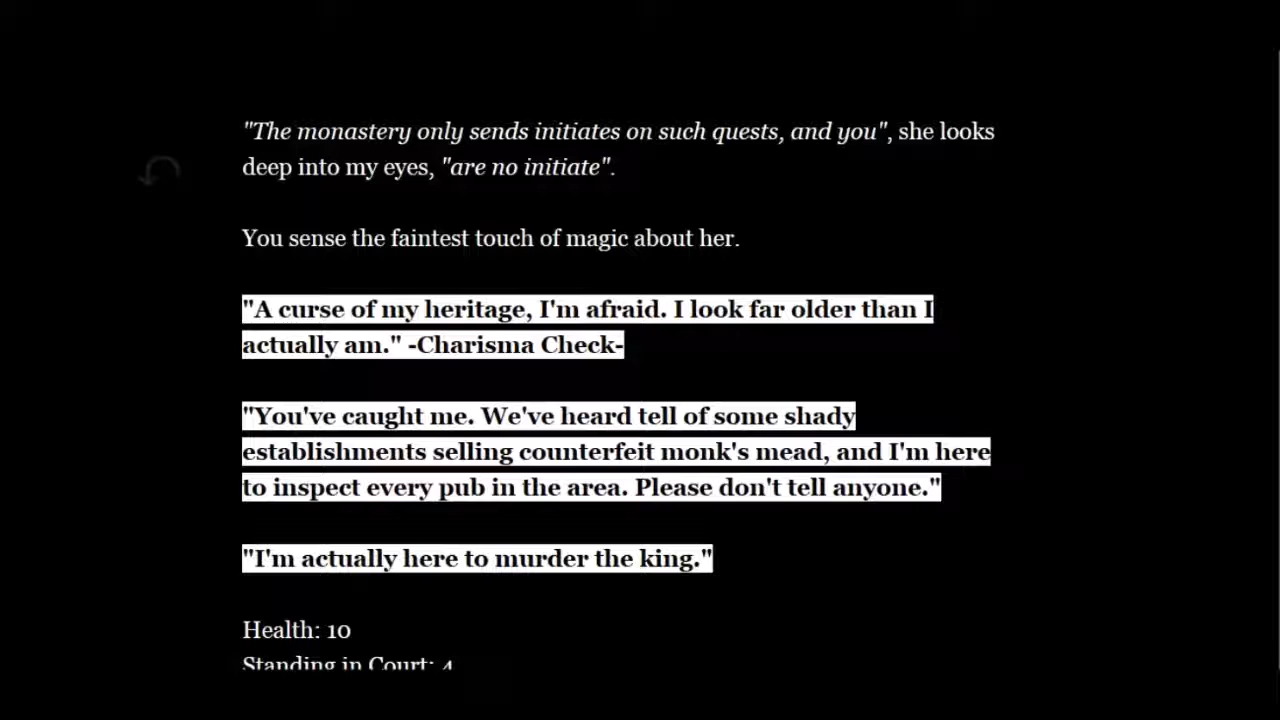 "The monastery only sends initiates on such quests, and you", she looks
deep into my eyes, "are no initiate".
You sense the faintest touch of magic about her.
"A curse of my heritage, I'm afraid. I look far older than I
actually am." -Charisma Check-
"You've caught me. We've heard tell of some shady
establishments selling counterfeit monk's mead, and I'm here
to inspect every pub in the area. Please don't tell anyone."
"I'm actually here to murder the king."
Health: 10
Standing in Court: 4